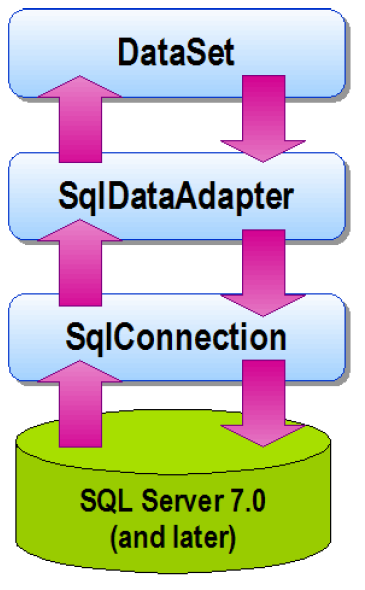 DataSet
SqlDataAdapter
SqlConnection
SQL Server 7.0
(and later)